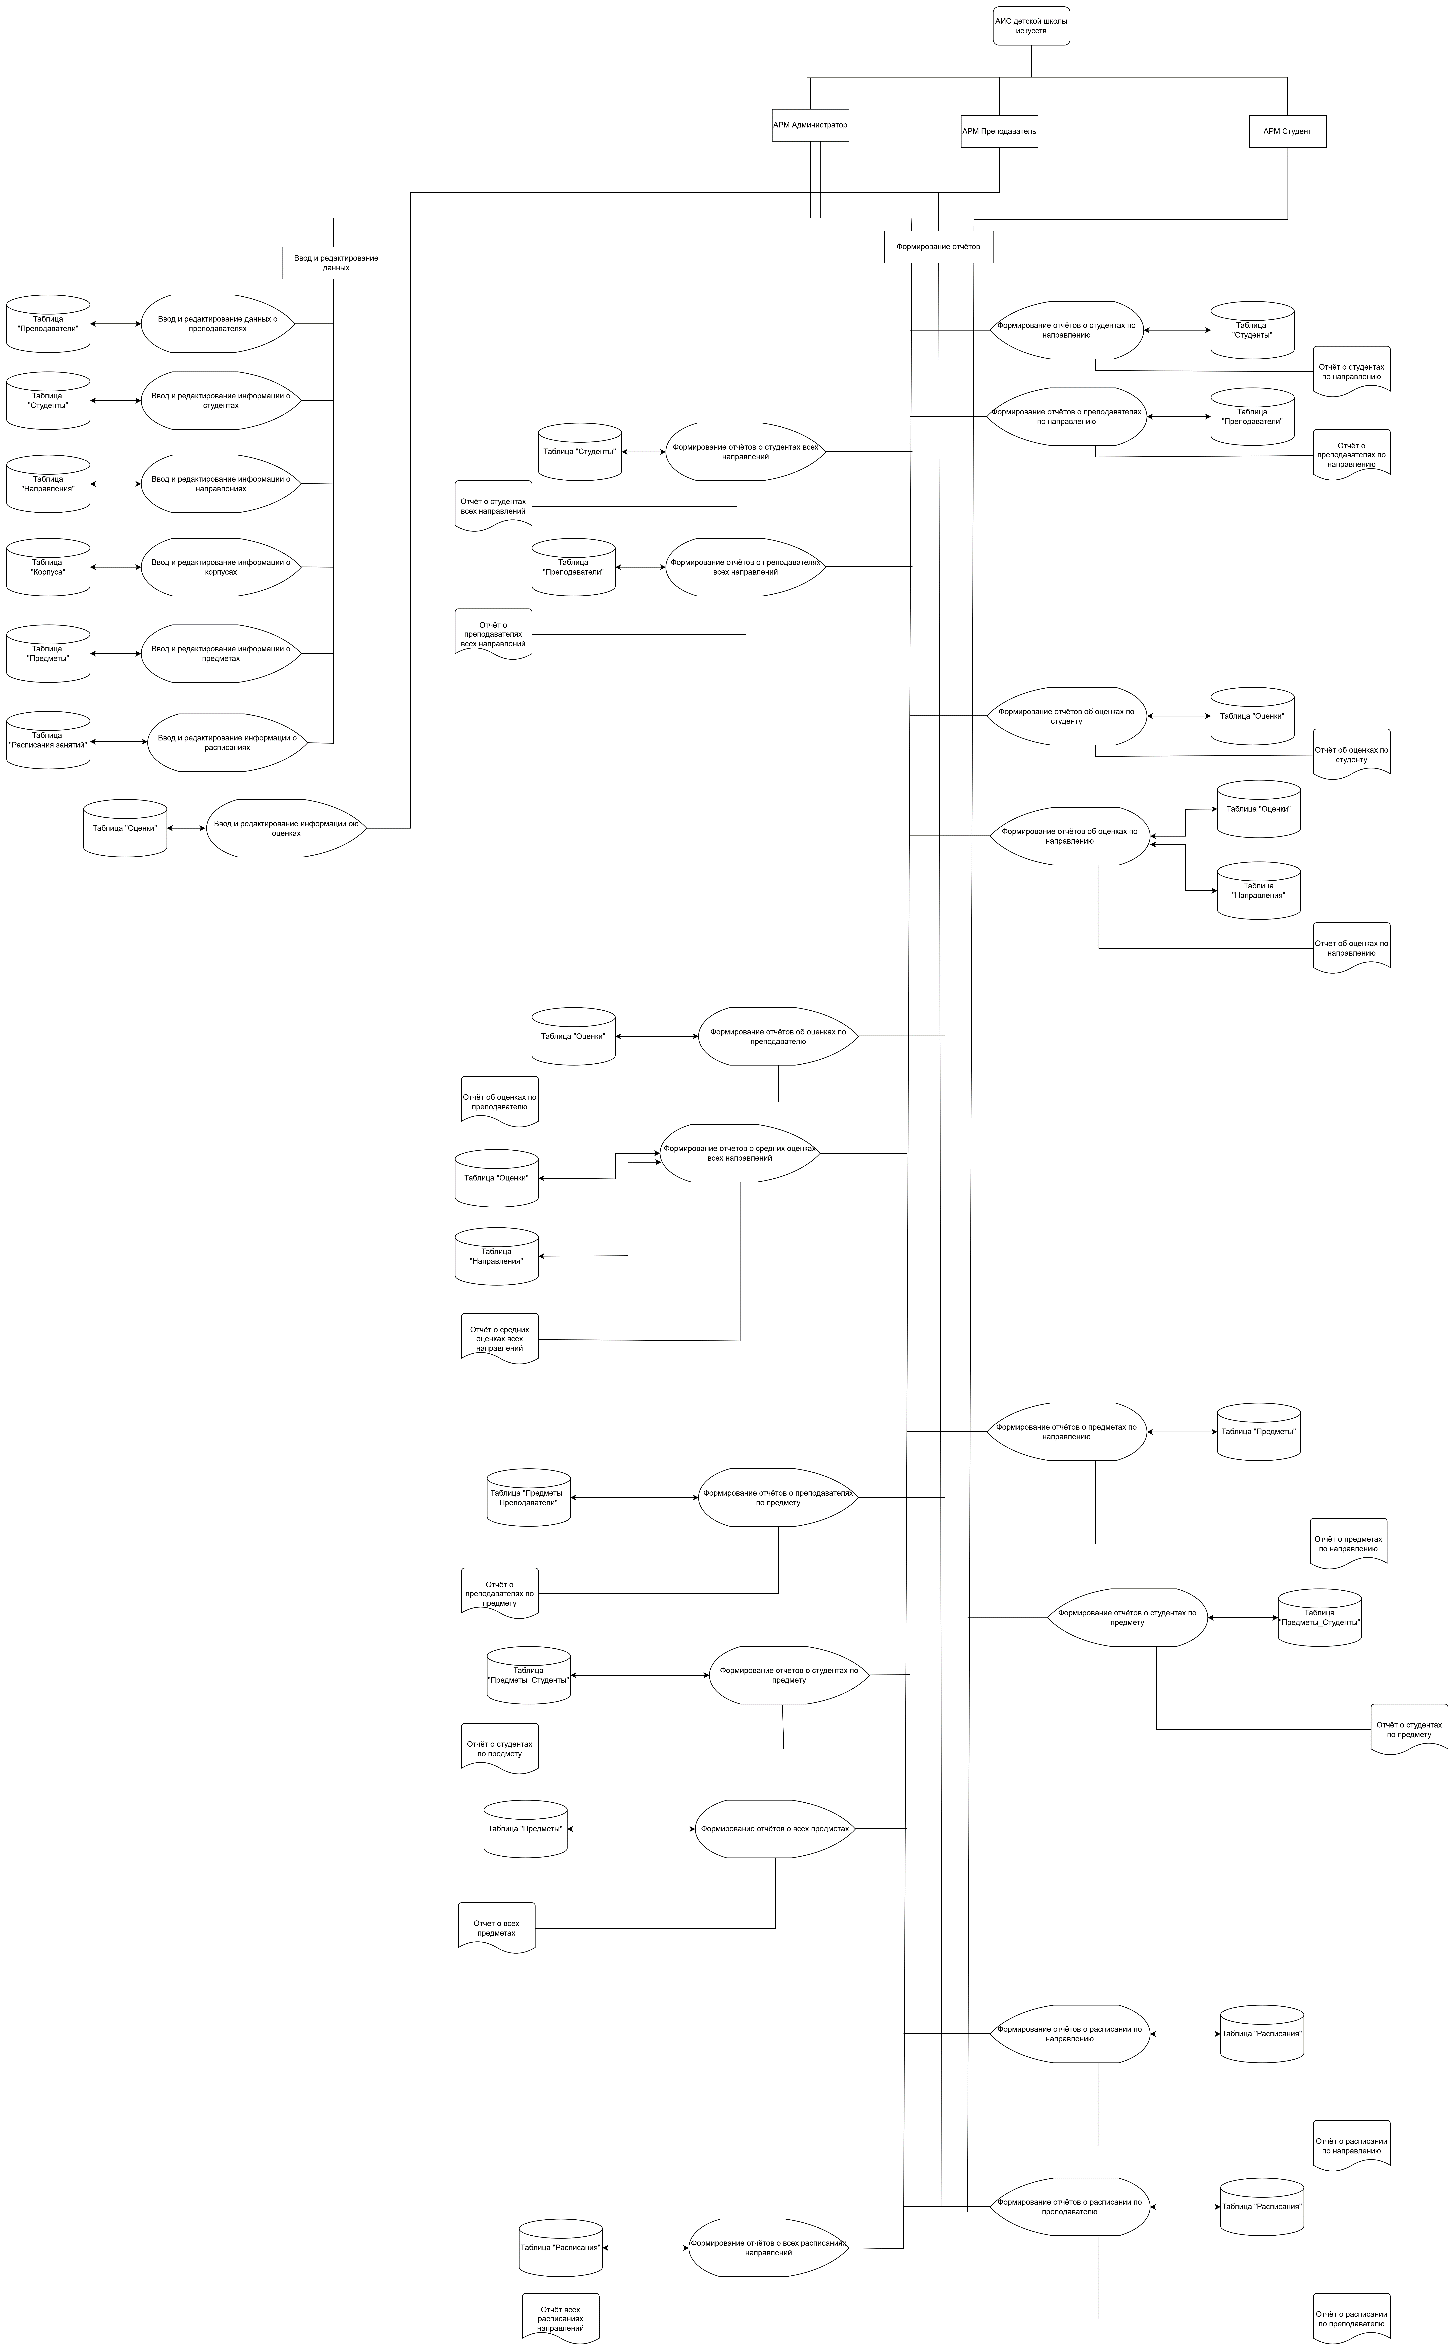 АИС детской школы
искусств
АРМ Администратор
АРМ Преподаватель
АРМ Студент
Ввод и редактирование
данных
Формирование отчётов
Таблица
"Преподаватели"
Ввод и редактирование данных о
преподавателях
Таблица
"Студенты"
Ввод и редактирование информации о
студентах
Таблица
"Направления"
Ввод и редактирование информации о
направлениях
Таблица
"Корпуса"
Ввод и редактирование информации о
корпусах
Таблица
"Предметы"
Ввод и редактирование информации о
предметах
Таблица
"Расписания занятий"
Ввод и редактирование информации о
расписаниях
Таблица "Оценки"
Ввод и редактирование информации ою
оценках
Формирование отчётов о студентах по
направлению
Таблица
"Студенты"
Отчёт о студентах
по направлению
Формирование отчётов о преподавателях
по направлению
Таблица
"Преподаватели"
Отчёт о
преподавателях по
направлению
Таблица "Студенты"
Формирование отчётов о студентах всех
направлений
Отчёт о студентах
всех направлений
Таблица
"Преподаватели"
Формирование отчётов о преподавателях
всех направлений
Отчёт о
преподавателях
всех направлений
Формирование отчётов об оценках по
студенту
Таблица "Оценки"
Отчёт об оценках по
студенту
Формирование отчётов об оценках по
направлению
Таблица "Оценки"
Таблица
"Направления"
Отчёт об оценках по
направлению
Таблица "Оценки"
Формирование отчётов об оценках по
преподавателю
Отчёт об оценках по
преподавателю
Таблица "Оценки"
Формирование отчётов о средних оценках
всех направлений
Таблица
"Направления"
Отчёт о средних
оценках всех
направлений
Формирование отчётов о предметах по
направлению
Таблица "Предметы"
Отчёт о предметах
по направлению
Таблица "Предметы
Преподаватели"
Формирование отчётов о преподавателях
по предмету
Отчёт о
преподавателях по
предмету
Формирование отчётов о студентах по
предмету
Таблица
"Предметы_Студенты"
Отчёт о студентах
по предмету
Таблица
"Предметы_Студенты"
Формирование отчётов о студентах по
предмету
Отчёт о студентах
по предмету
Таблица "Предметы"
Формирование отчётов о всех предметах
Отчёт о всех
предметах
Формирование отчётов о расписании по
направлению
Таблица "Расписания"
Отчёт о расписании
по направлению
Формирование отчётов о расписании по
преподавателю
Таблица "Расписания"
Отчёт о расписании
по преподавателю
Таблица "Расписания"
Формирование отчётов о всех расписаниях
направлений
Отчёт всех
расписаниях
направлений